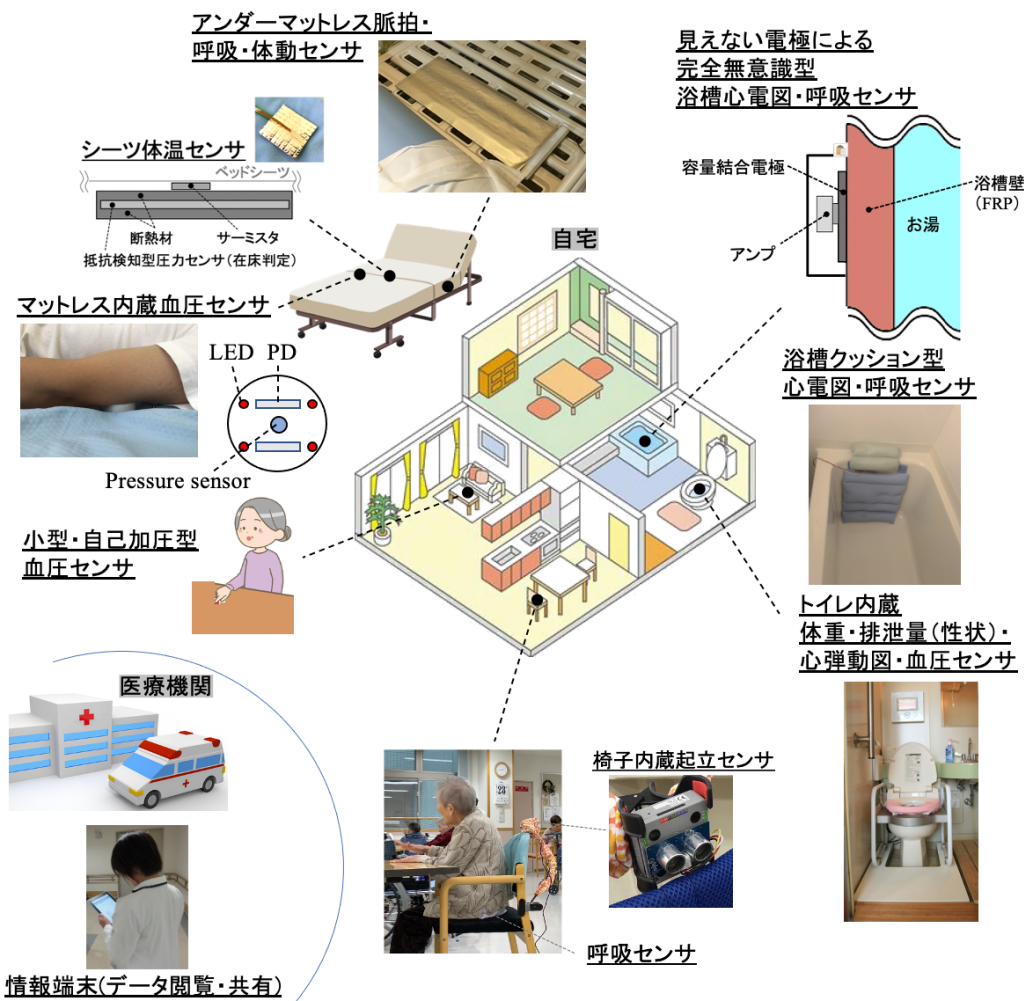 アンダーマットレス脈拍・
呼吸・体動センサ
見えない電極による
完全無意識型
浴槽心電図・呼吸センサ
シーツ体温センサ
ベッドシーツ
断熱材
サーミスタ
抵抗検知型圧力センサ(在床判定)
容量結合電極
浴槽壁
(FRP)
お湯
アンプ
自宅
マットレス内蔵血圧センサ
LED
PD
Pressure sensor
浴槽クッション型
心電図・呼吸センサ
小型・自己加圧型
血圧センサ
トイレ内蔵
体重・排泄量(性状)・
心弾動図・血圧センサ
医療機関
椅子内蔵起立センサ
呼吸センサ
情報端末(データ閲覧・共有)